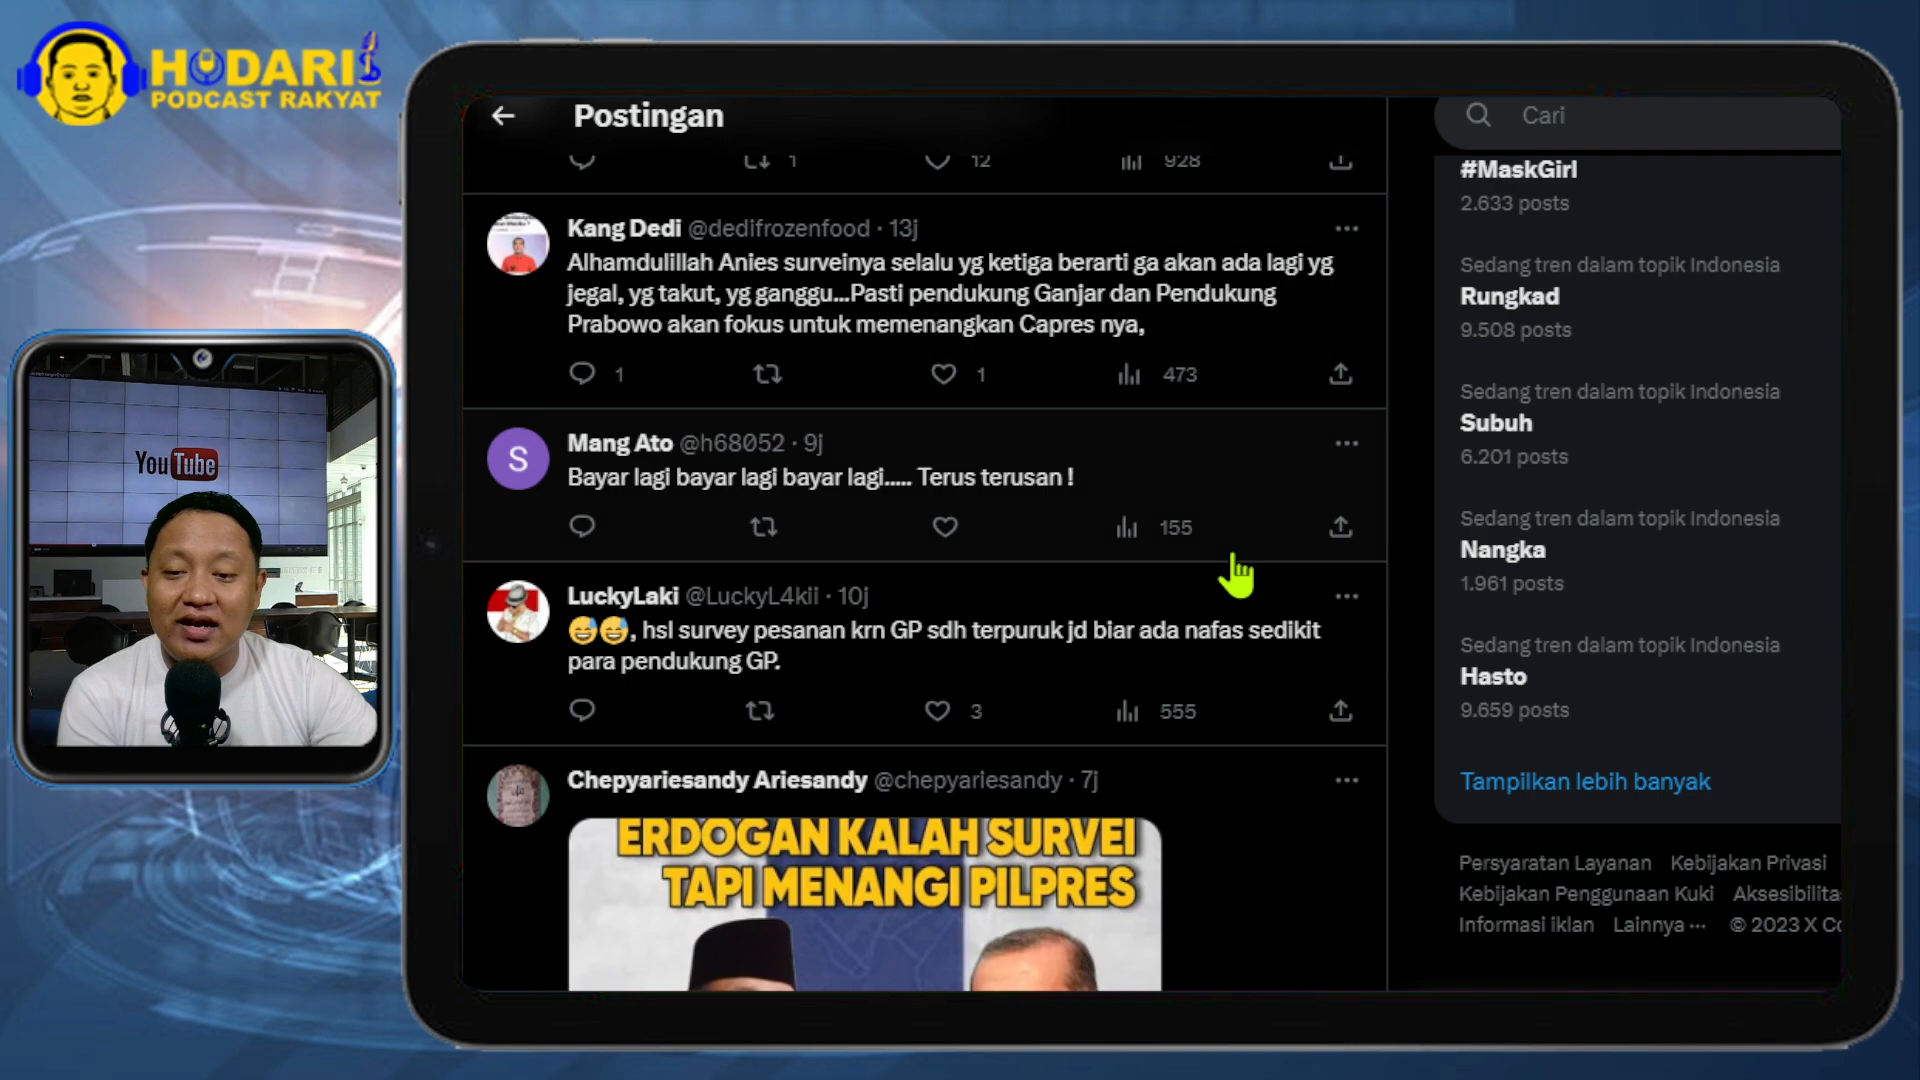 HODARI
PODCAST RAKYAT
YouTube
Postingan
1 12 928
Kang Dedi @dedifrozenfood · 13j
Alhamdulillah Anies surveinya selalu yg ketiga berarti ga akan ada lagi yg
jegal, yg takut, yg ganggu...Pasti pendukung Ganjar dan Pendukung
Prabowo akan fokus untuk memenangkan Capres nya,
1 1 473
S
Mang Ato @h68052 · 9j
Bayar lagi bayar lagi bayar lagi..... Terus terusan !
155
LuckyLaki @LuckyL4kii · 10j
😅😅, hsl survey pesanan krn GP sdh terpuruk jd biar ada nafas sedikit
para pendukung GP.
3 555
Chepyariesandy Ariesandy @chepyariesandy · 7j
ERDOGAN KALAH SURVEI
TAPI MENANGI PILPRES
Cari
#MaskGirl
2.633 posts
Sedang tren dalam topik Indonesia
Rungkad
9.508 posts
Sedang tren dalam topik Indonesia
Subuh
6.201 posts
Sedang tren dalam topik Indonesia
Nangka
1.961 posts
Sedang tren dalam topik Indonesia
Hasto
9.659 posts
Tampilkan lebih banyak
Persyaratan Layanan Kebijakan Privasi
Kebijakan Penggunaan Kuki Aksesibilita
Informasi iklan Lainnya ··· © 2023 X Co